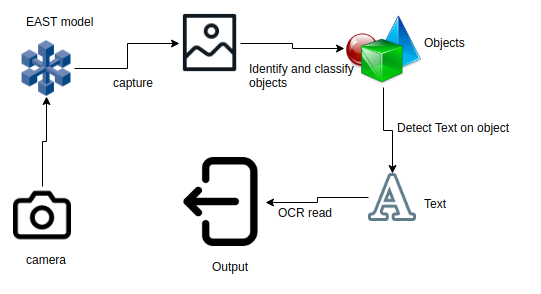 EAST model
capture
Identify and classify
objects
Objects
Detect Text on object
Text
OCR read
Output
camera